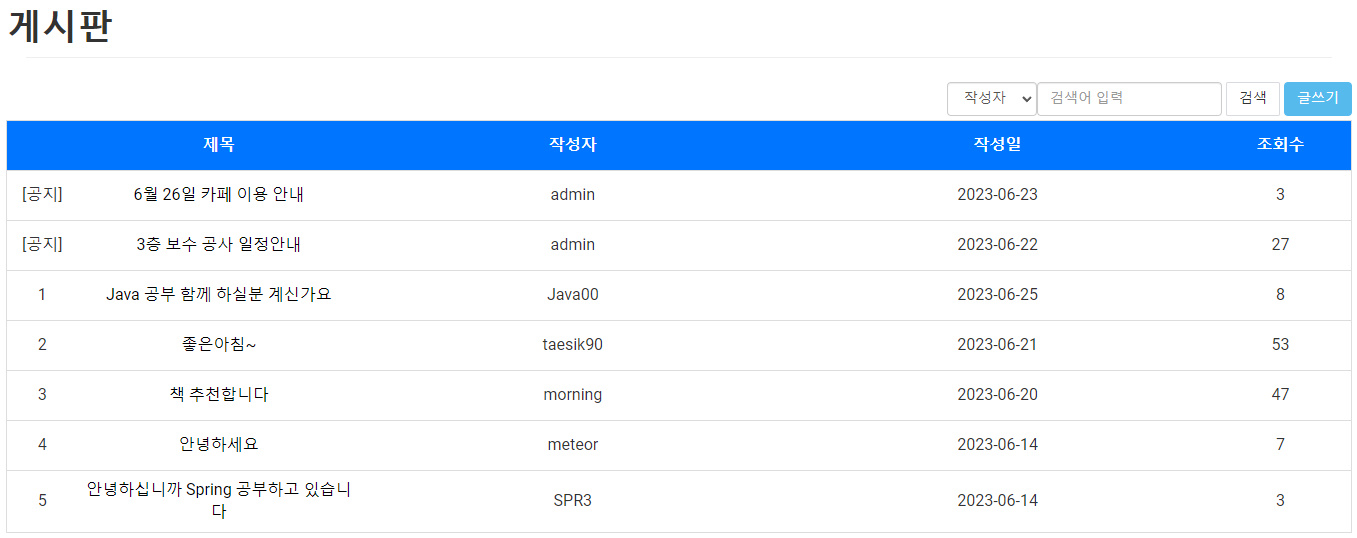 게시판
작성자 검색어 입력 검색 글쓰기
제목 작성자 작성일 조회수
[공지] 6월 26일 카페 이용 안내 admin 2023-06-23 3
[공지] 3층 보수 공사 일정안내 admin 2023-06-22 27
1 Java 공부 함께 하실분 계신가요 Java00 2023-06-25 8
2 좋은아침~ taesik90 2023-06-21 53
3 책 추천합니다 morning 2023-06-20 47
4 안녕하세요 meteor 2023-06-14 7
5 안녕하십니까 Spring 공부하고 있습니 SPR3 2023-06-14 3
다